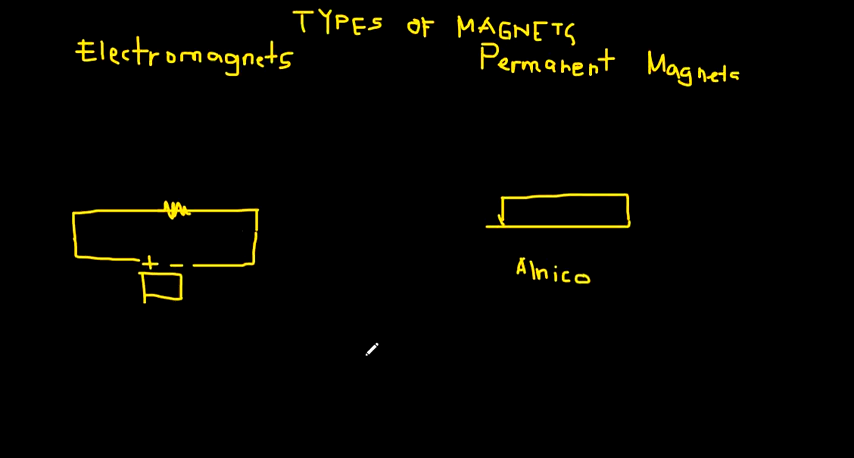 TYPES OF MAGNETS
Electromagnets
Permanent Magnets
+ -
Alnico